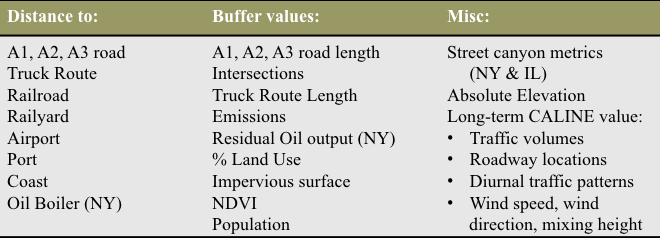 Distance to:
A1, A2, A3 road
Truck Route
Railroad
Railyard
Airport
Port
Coast
Oil Boiler (NY)
Buffer values:
A1, A2, A3 road length
Intersections
Truck Route Length
Emissions
Residual Oil output (NY)
% Land Use
Impervious surface
NDVI
Population
Misc:
Street canyon metrics
(NY & IL)
Absolute Elevation
Long-term CALINE value:
• Traffic volumes
• Roadway locations
• Diurnal traffic patterns
• Wind speed, wind
direction, mixing height